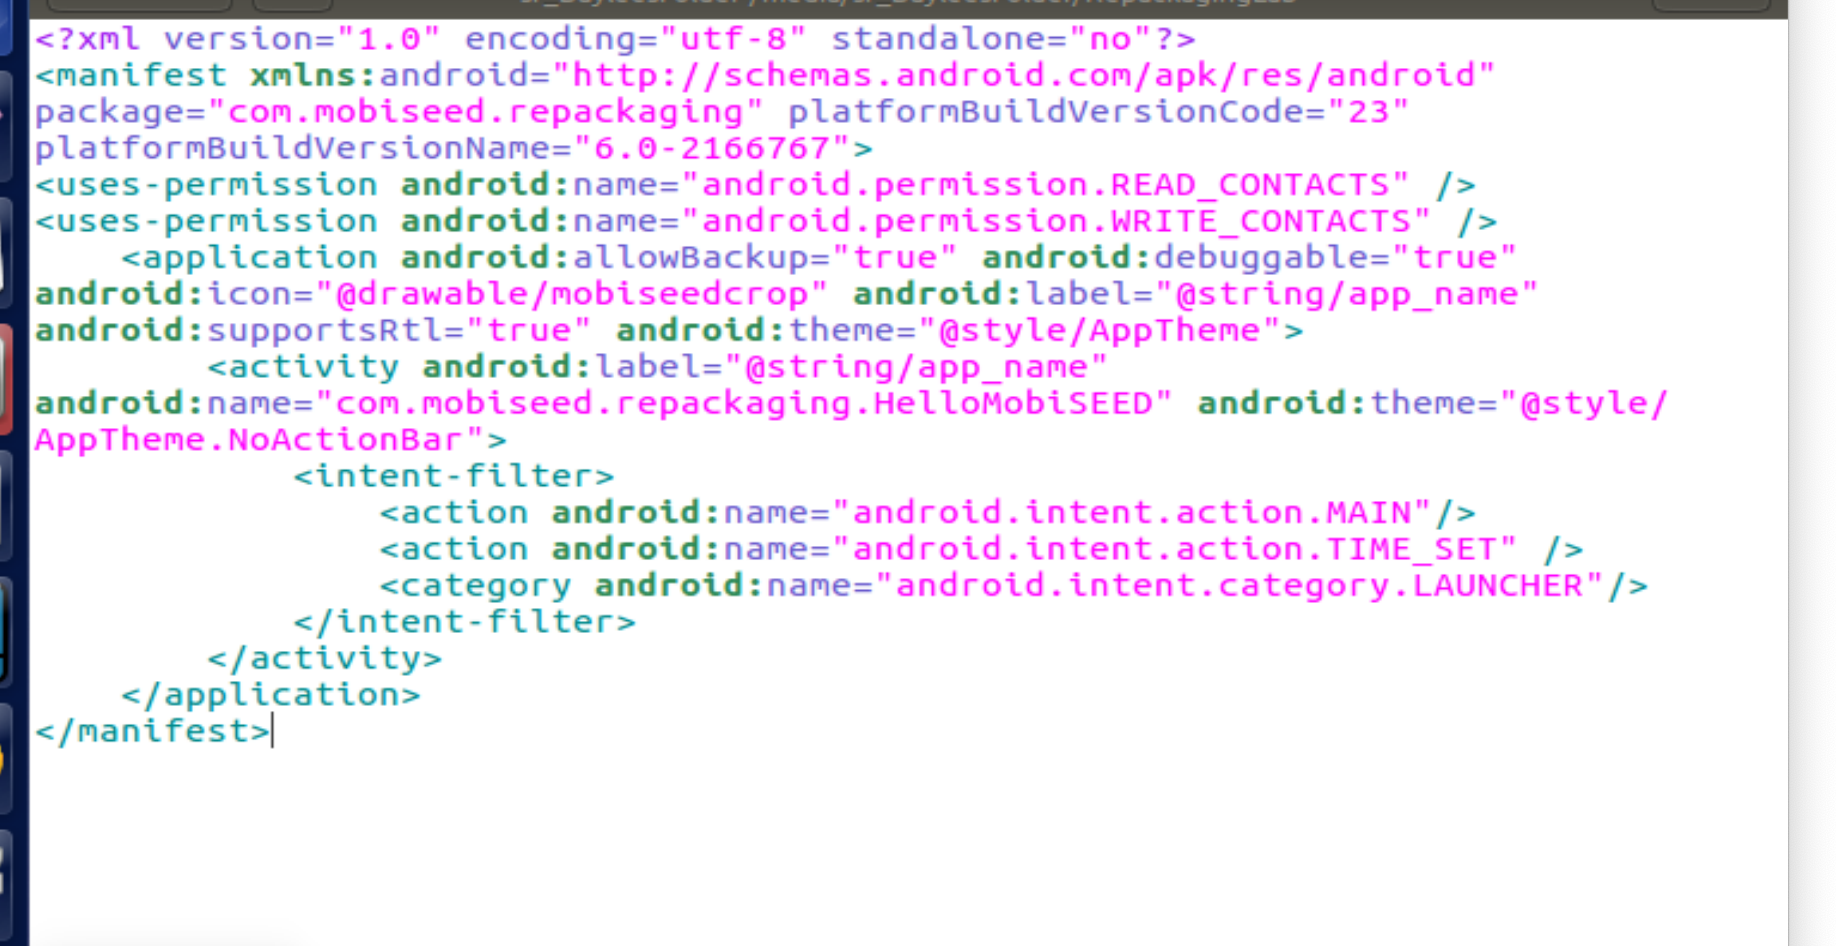 <?xml version="1.0" encoding="utf-8" standalone="no"?>
<manifest xmlns:android="http://schemas.android.com/apk/res/android"
package="com.mobiseed.repackaging" platformBuildVersionCode="23"
platformBuildVersionName="6.0-2166767">
<uses-permission android:name="android.permission.READ_CONTACTS" />
<uses-permission android:name="android.permission.WRITE_CONTACTS" />
    <application android:allowBackup="true" android:debuggable="true"
android:icon="@drawable/mobiseedcrop" android:label="@string/app_name"
android:supportsRtl="true" android:theme="@style/AppTheme">
        <activity android:label="@string/app_name"
android:name="com.mobiseed.repackaging.HelloMobiSEED" android:theme="@style/
AppTheme.NoActionBar">
            <intent-filter>
                <action android:name="android.intent.action.MAIN"/>
                <action android:name="android.intent.action.TIME_SET" />
                <category android:name="android.intent.category.LAUNCHER"/>
            </intent-filter>
        </activity>
    </application>
</manifest>